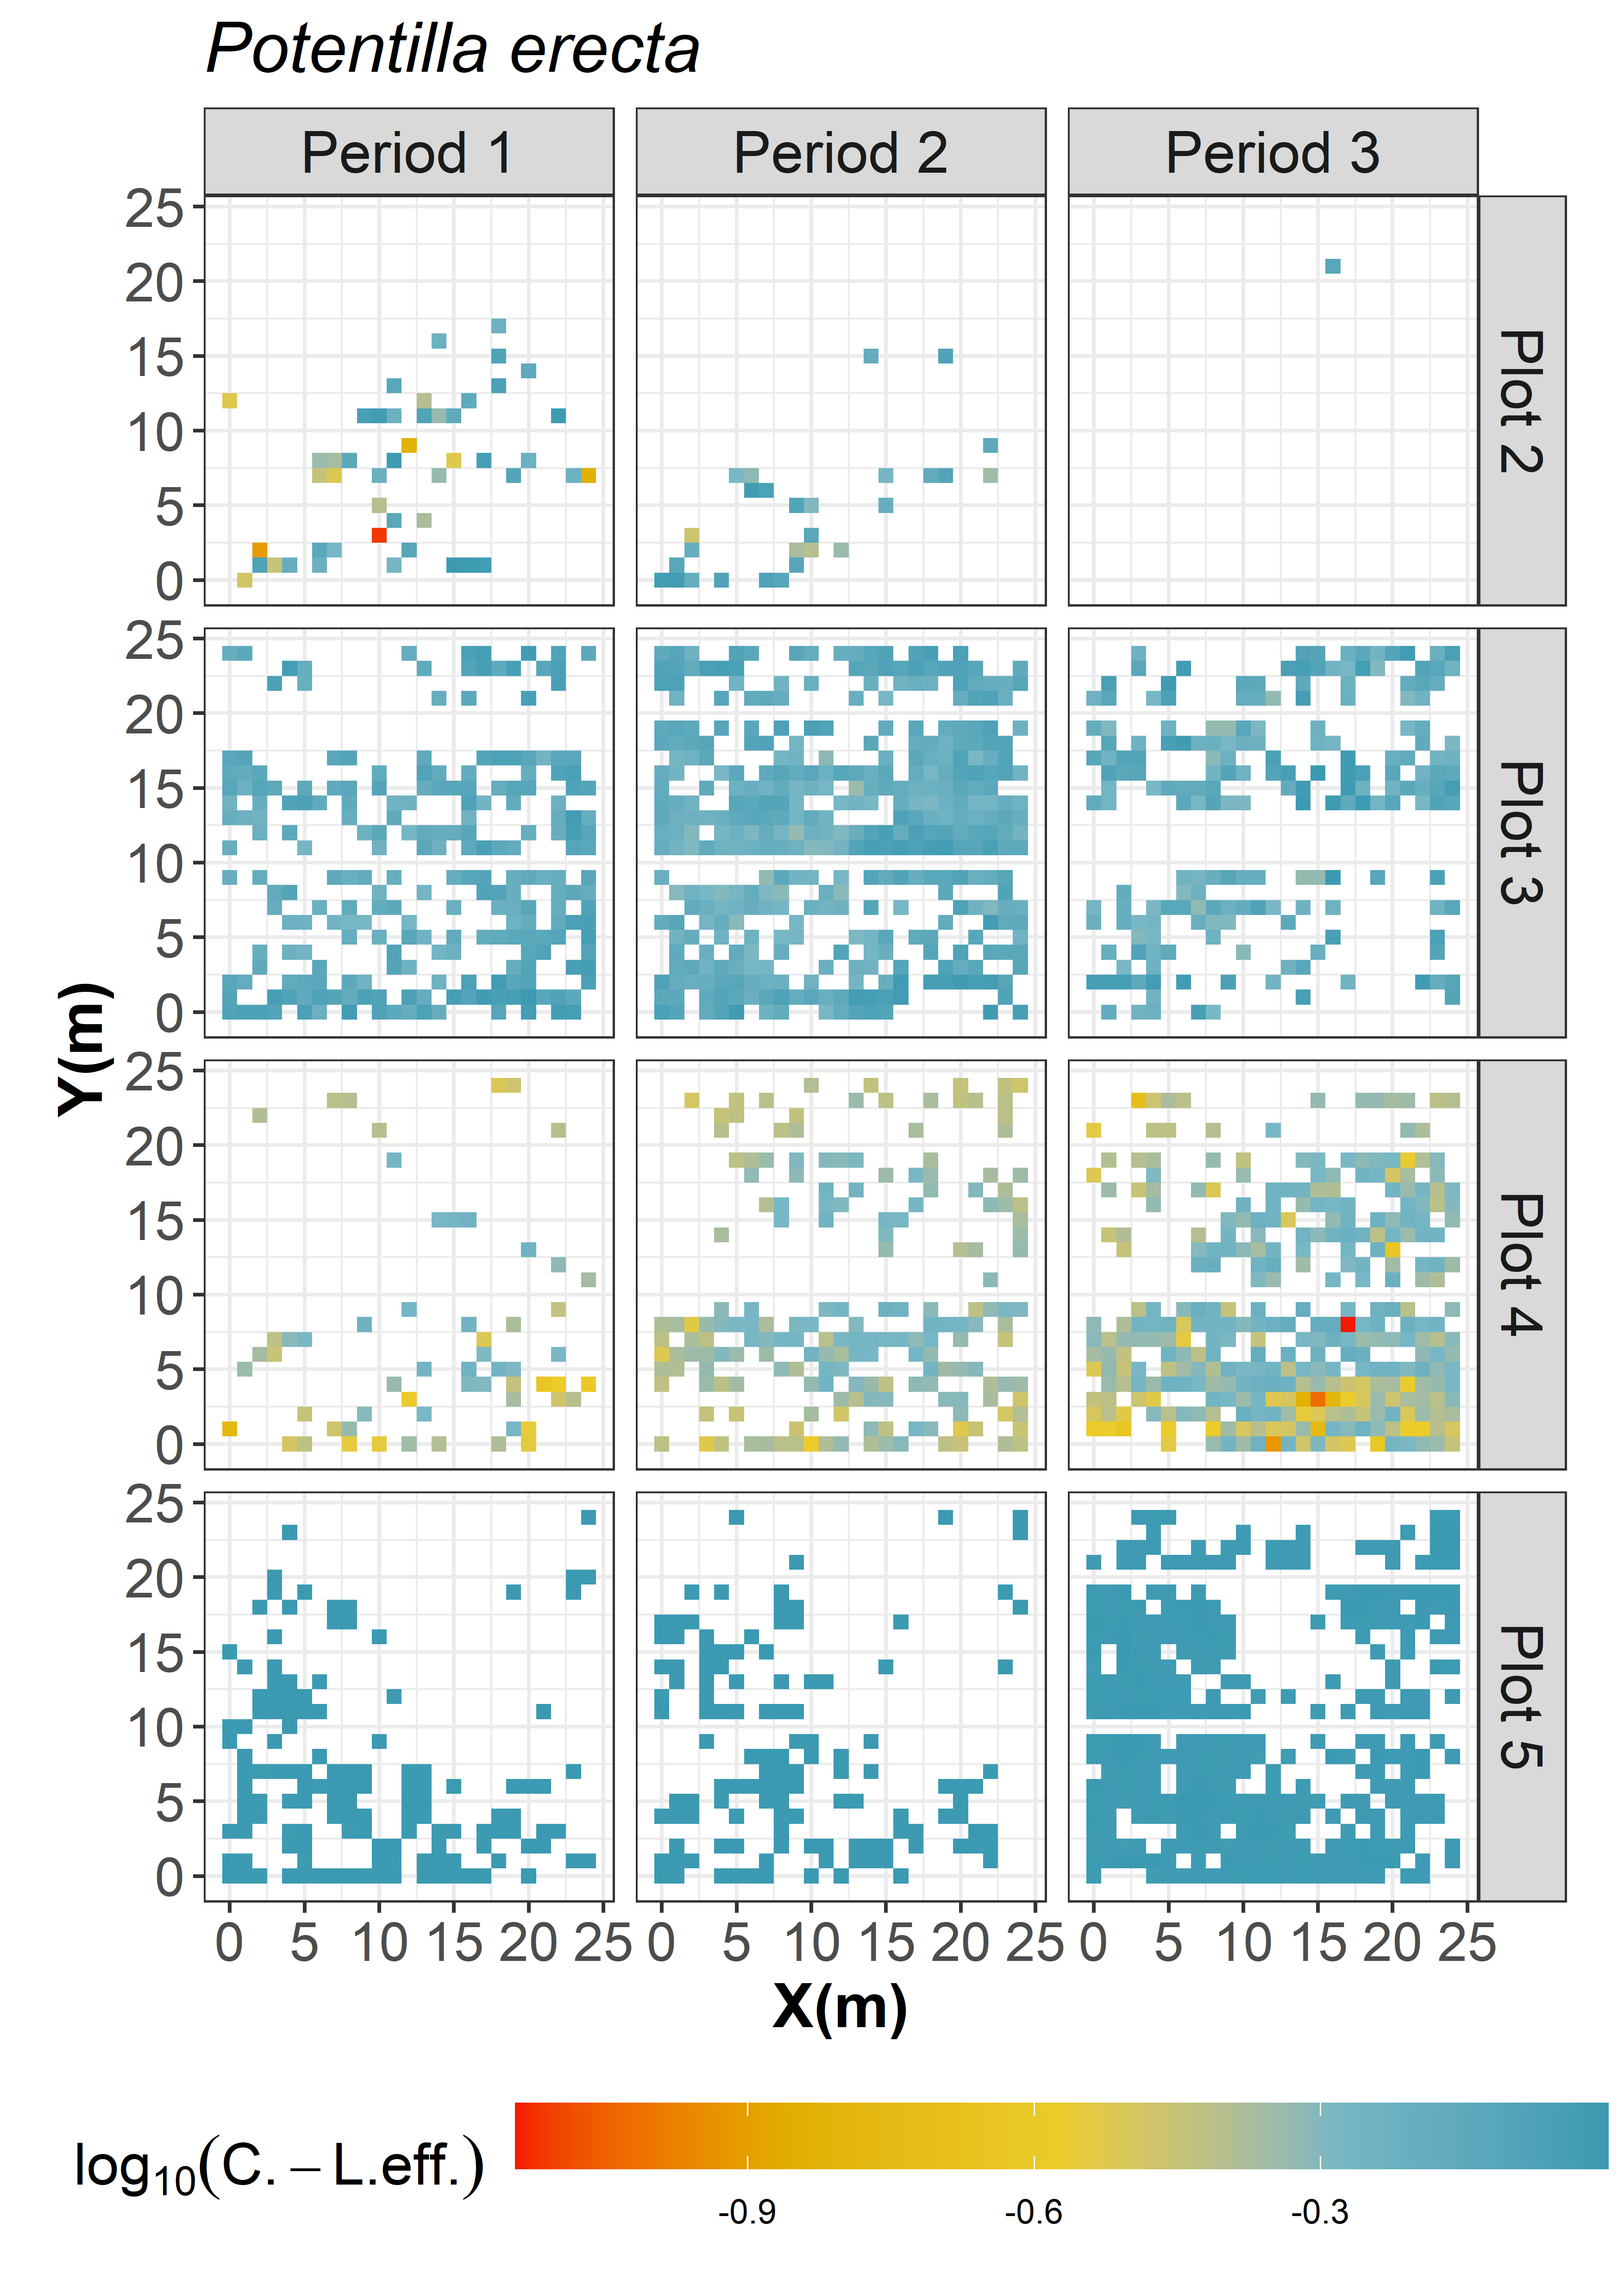 Potentilla erecta
Period 1 Period 2 Period 3
25
20
15
10
5
0
Plot 2
25
20
15
10
5
0
Plot 3
25
20
15
10
5
0
Plot 4
25
20
15
10
5
0
Plot 5
Y(m)
0 5 10 15 20 25 0 5 10 15 20 25 0 5 10 15 20 25
X(m)
log10(C.−L.eff.)
-0.9 -0.6 -0.3